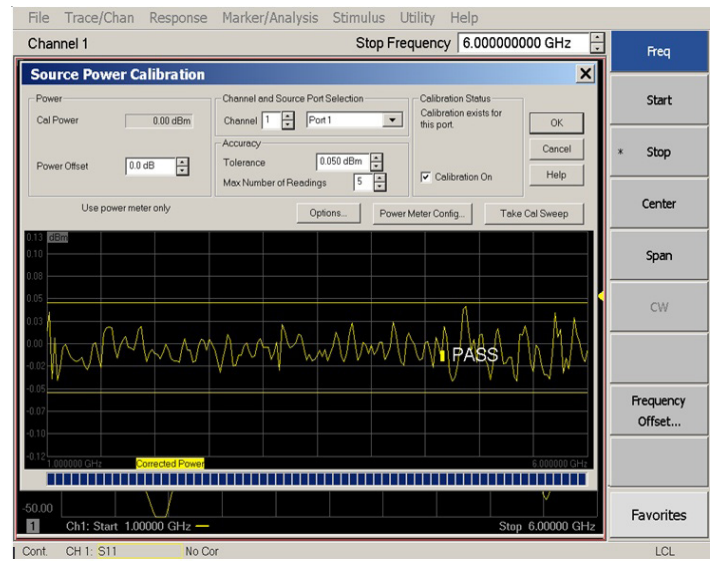 File Trace/Chan Response Marker/Analysis Stimulus Utility Help
Channel 1 Stop Frequency 6.000000000 GHz
Freq
Source Power Calibration
Power
Cal Power 0.00 dBm
Power Offset 0.0 dB
Use power meter only
Channel and Source Port Selection
Channel 1 Port 1
Accuracy
Tolerance 0.050 dBm
Max Number of Readings 5
Calibration Status
Calibration exists for
this port.
Calibration On
OK
Cancel
Help
Options...
Power Meter Config...
Take Cal Sweep
0.13 dBm
0.10
0.08
0.05
0.03
0.00
-0.02
-0.05
-0.07
-0.10
-0.12
PASS
1.000000 GHz Corrected Power 6.000000 GHz
-50.00
1 Ch1: Start 1.00000 GHz Stop 6.00000 GHz
Start
* Stop
Center
Span
CW
Frequency
Offset...
Favorites
Cont. CH 1: S11 No Cor LCL